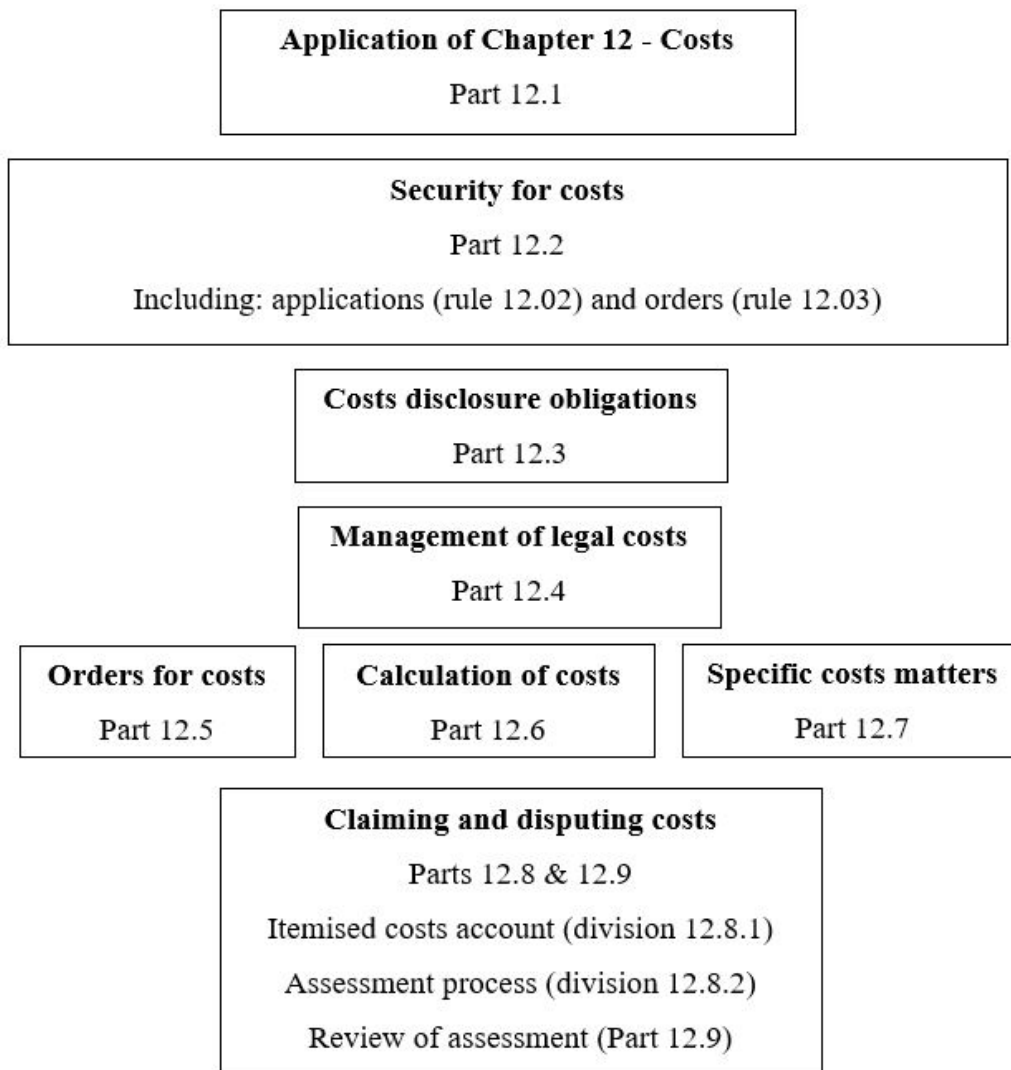 Application of Chapter 12 - Costs
Part 12.1
Security for costs
Part 12.2
Including: applications (rule 12.02) and orders (rule 12.03)
Costs disclosure obligations
Part 12.3
Management of legal costs
Part 12.4
Orders for costs
Part 12.5
Calculation of costs
Part 12.6
Specific costs matters
Part 12.7
Claiming and disputing costs
Parts 12.8 & 12.9
Itemised costs account (division 12.8.1)
Assessment process (division 12.8.2)
Review of assessment (Part 12.9)